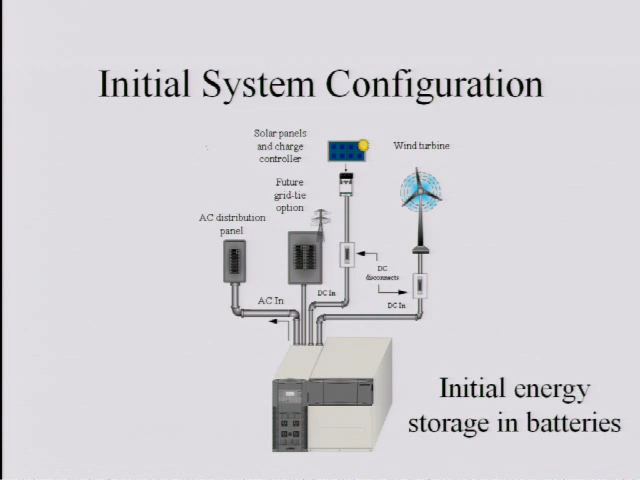 Initial System Configuration
Solar panels
and charge
controller
Wind turbine
Future
grid-tie
option
AC distribution
panel
DC
disconnects
AC In
DC In
DC In
Initial energy
storage in batteries